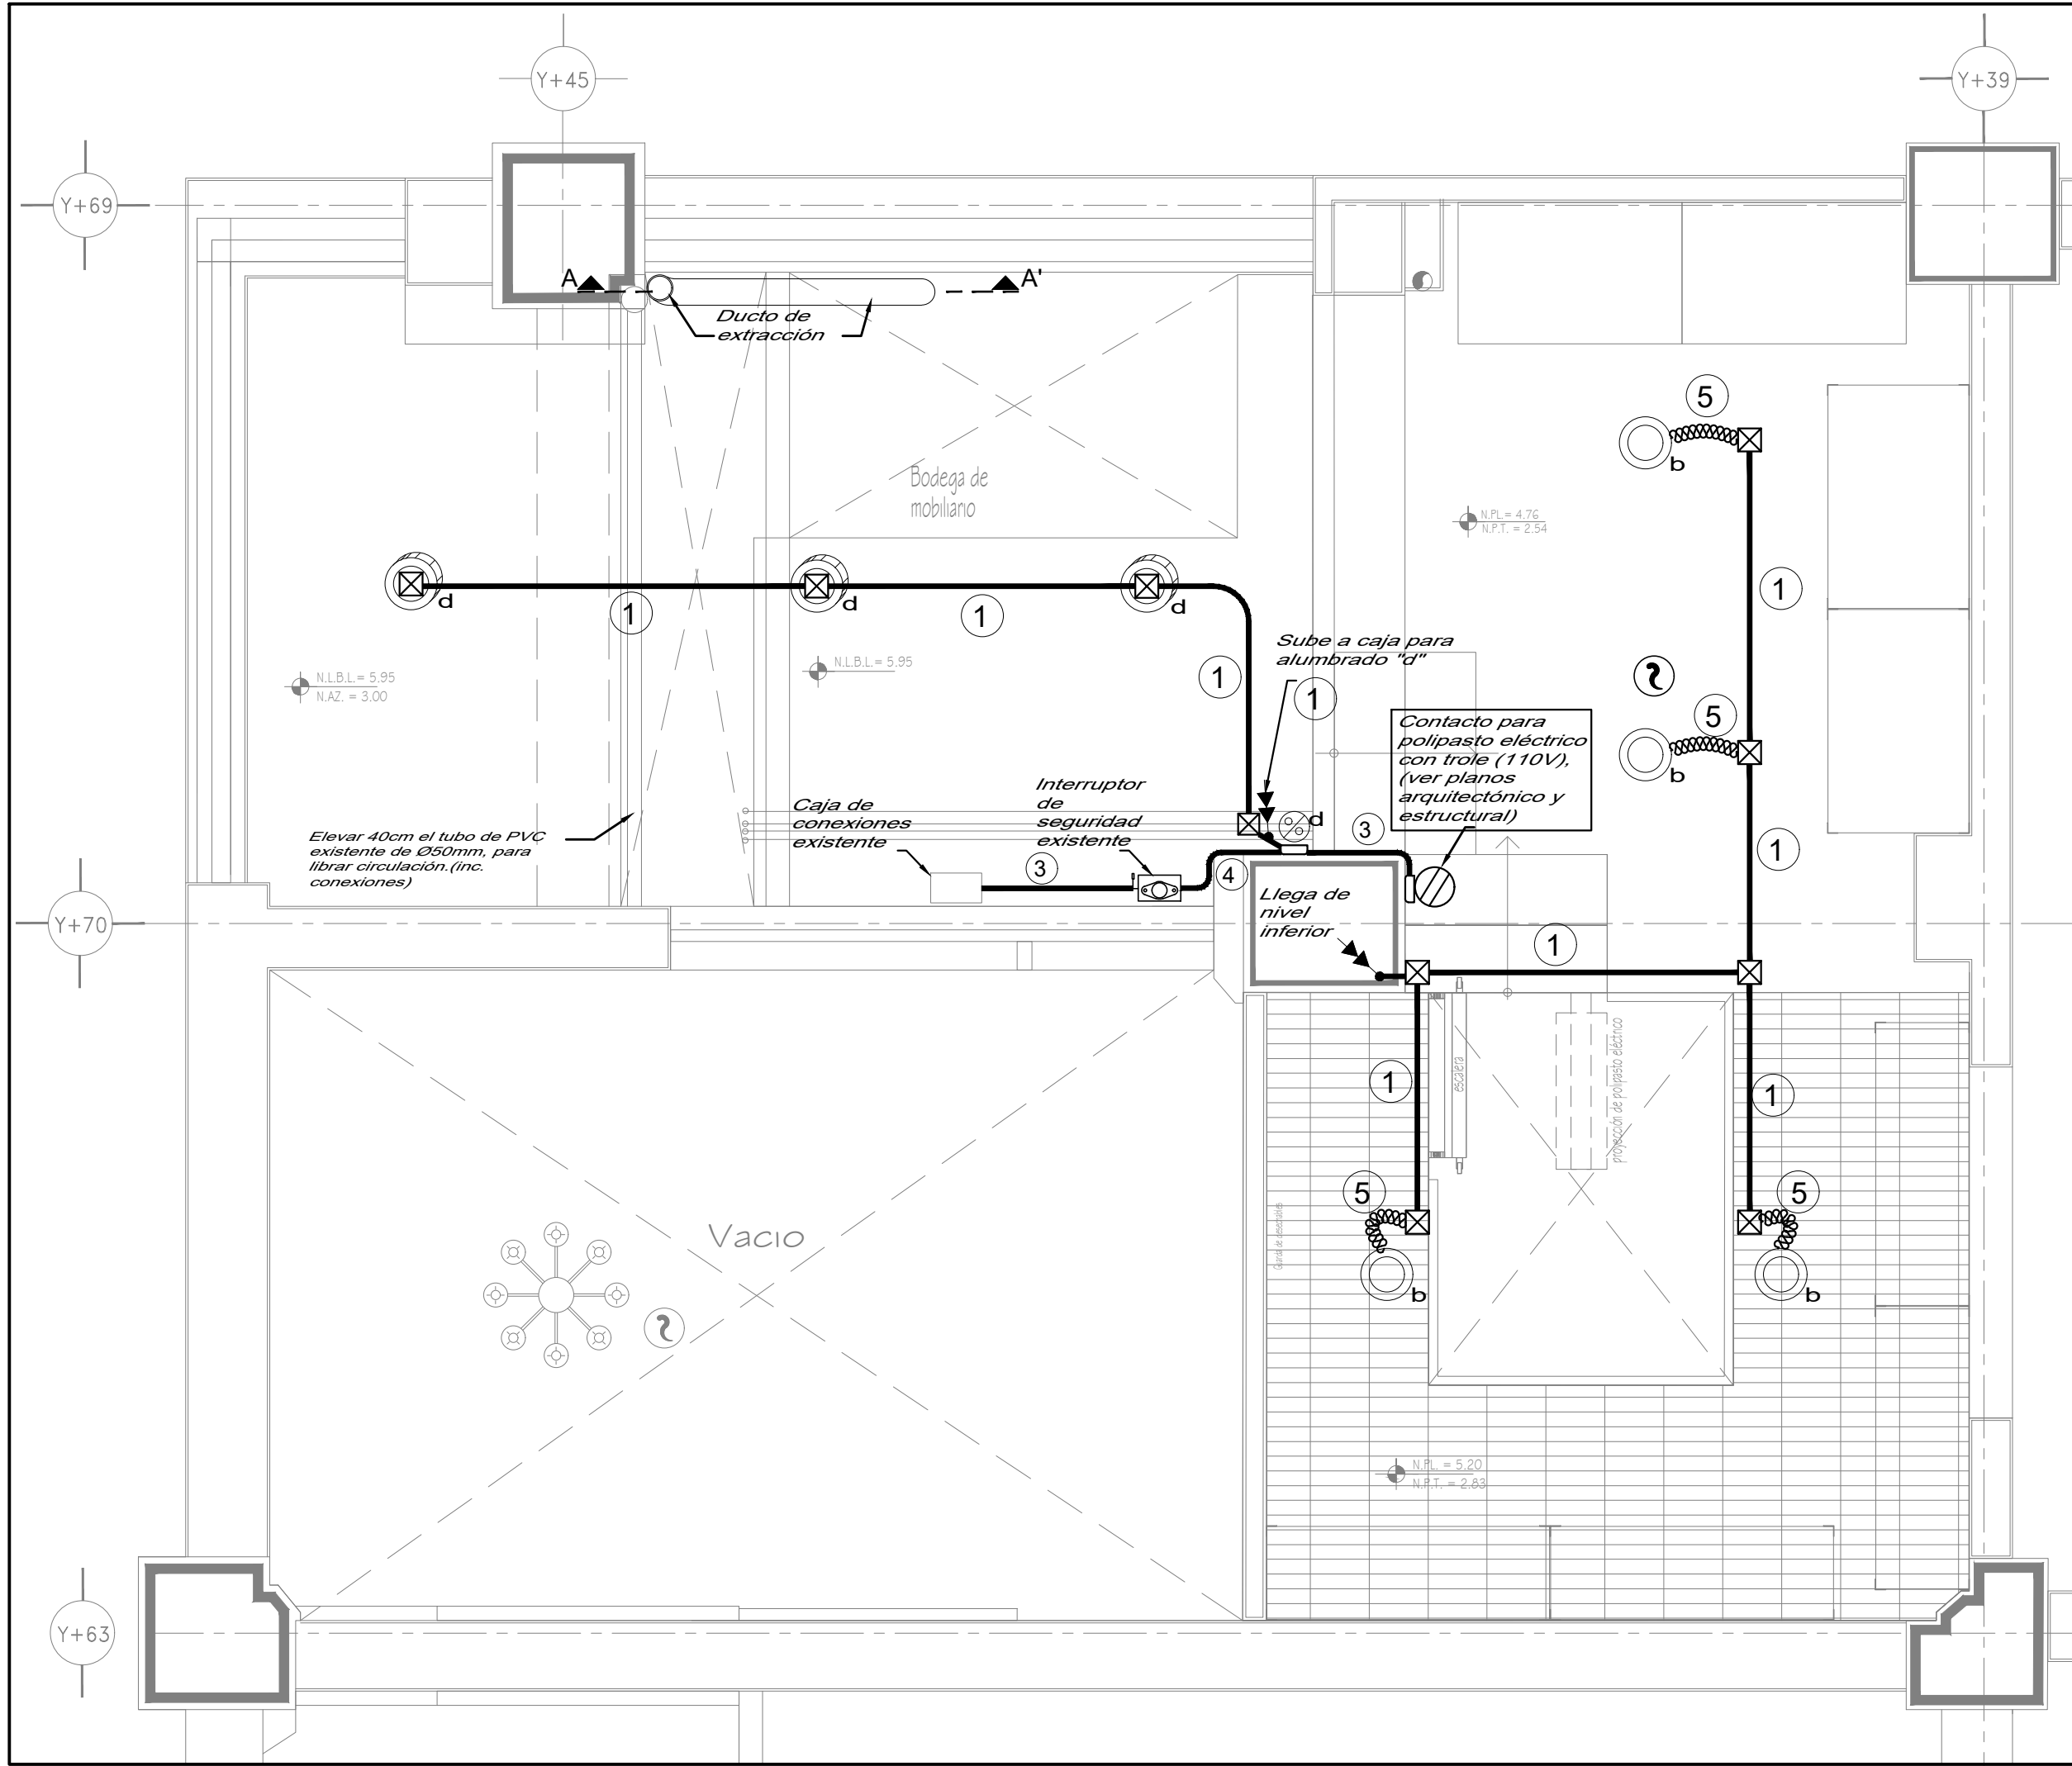 Y+45
Y+39
Y+69
A
A'
Ducto de
extracción
5
b
Bodega de
mobiliario
N.PL.= 4.76
N.P.T. = 2.54
1
d
1
d
1
d
1
Sube a caja para
alumbrado "d"
1
N.L.B.L.= 5.95
N.AZ. = 3.00
N.L.B.L.= 5.95
5
b
Contacto para
polipasto eléctrico
con trole (110V),
(ver planos
arquitectónico y
estructural)
Interruptor
de
seguridad
existente
Caja de
conexiones
existente
d
3
1
Elevar 40cm el tubo de PVC
existente de Ø50mm, para
librar circulación.(inc.
conexiones)
3
4
Llega de
nivel
inferior
Y+70
1
1
escalera
proyección de polipasto eléctrico
1
5
5
b
b
Vacio
N.PL. = 5.20
N.P.T. = 2.83
Y+63